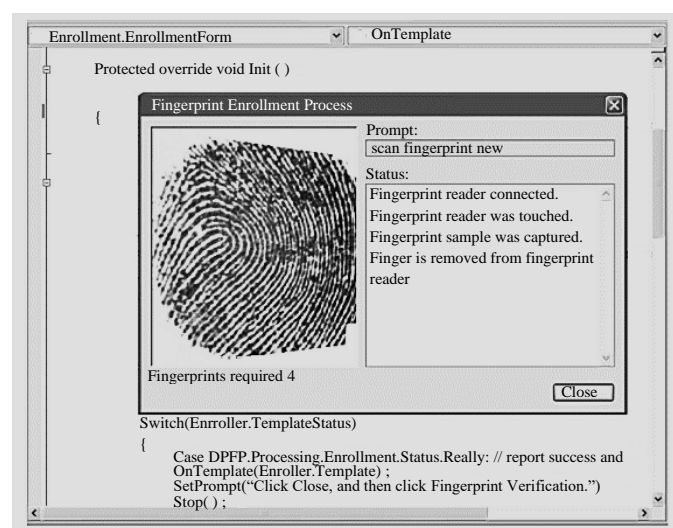 Enrollment.EnrollmentForm
OnTemplate
Protected override void Init ( )
{
Fingerprint Enrollment Process
Prompt:
scan fingerprint new
Status:
Fingerprint reader connected.
Fingerprint reader was touched.
Fingerprint sample was captured.
Finger is removed from fingerprint
reader
Fingerprints required 4
Close
Switch(Enrroller.TemplateStatus)
{
Case DPFP.Processing.Enrollment.Status.Really: // report success and
OnTemplate(Enroller.Template) ;
SetPrompt(“Click Close, and then click Fingerprint Verification.”)
Stop( ) ;